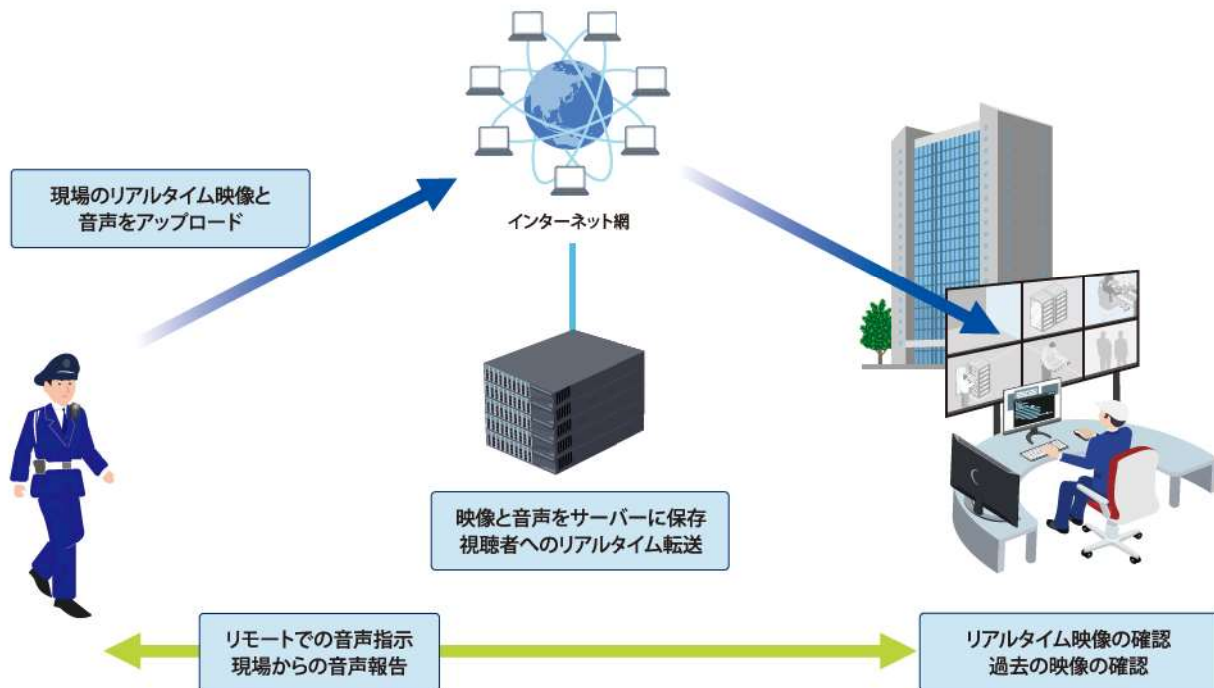 現場のリアルタイム映像と
音声をアップロード
インターネット網
映像と音声をサーバーに保存
視聴者へのリアルタイム転送
リモートでの音声指示
現場からの音声報告
リアルタイム映像の確認
過去の映像の確認